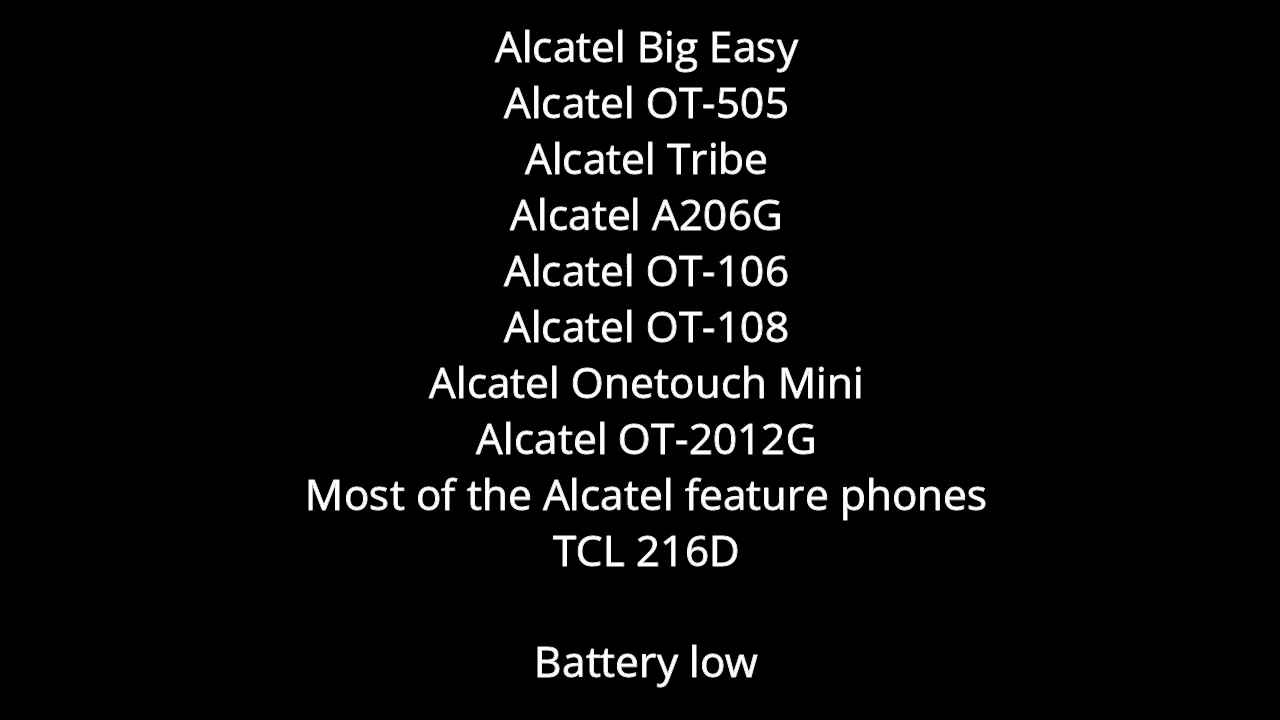 Alcatel Big Easy
Alcatel OT-505
Alcatel Tribe
Alcatel A206G
Alcatel OT-106
Alcatel OT-108
Alcatel Onetouch Mini
Alcatel OT-2012G
Most of the Alcatel feature phones
TCL 216D
Battery low